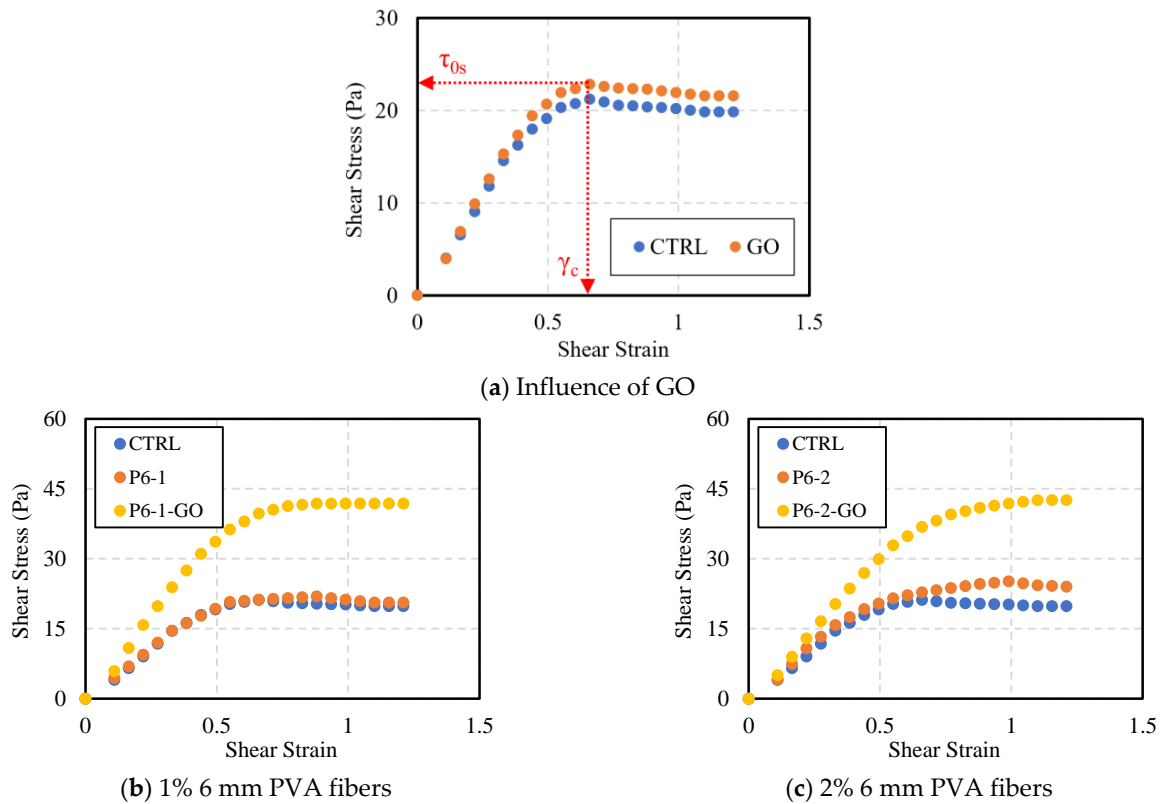 30
20
10
0
Shear Stress (Pa)
τ0s
γc
CTRL GO
0 0.5 1 1.5
Shear Strain
(a) Influence of GO
60
45
30
15
0
Shear Stress (Pa)
CTRL
P6-1
P6-1-GO
0 0.5 1 1.5
Shear Strain
(b) 1% 6 mm PVA fibers
60
45
30
15
0
Shear Stress (Pa)
CTRL
P6-2
P6-2-GO
0 0.5 1 1.5
Shear Strain
(c) 2% 6 mm PVA fibers